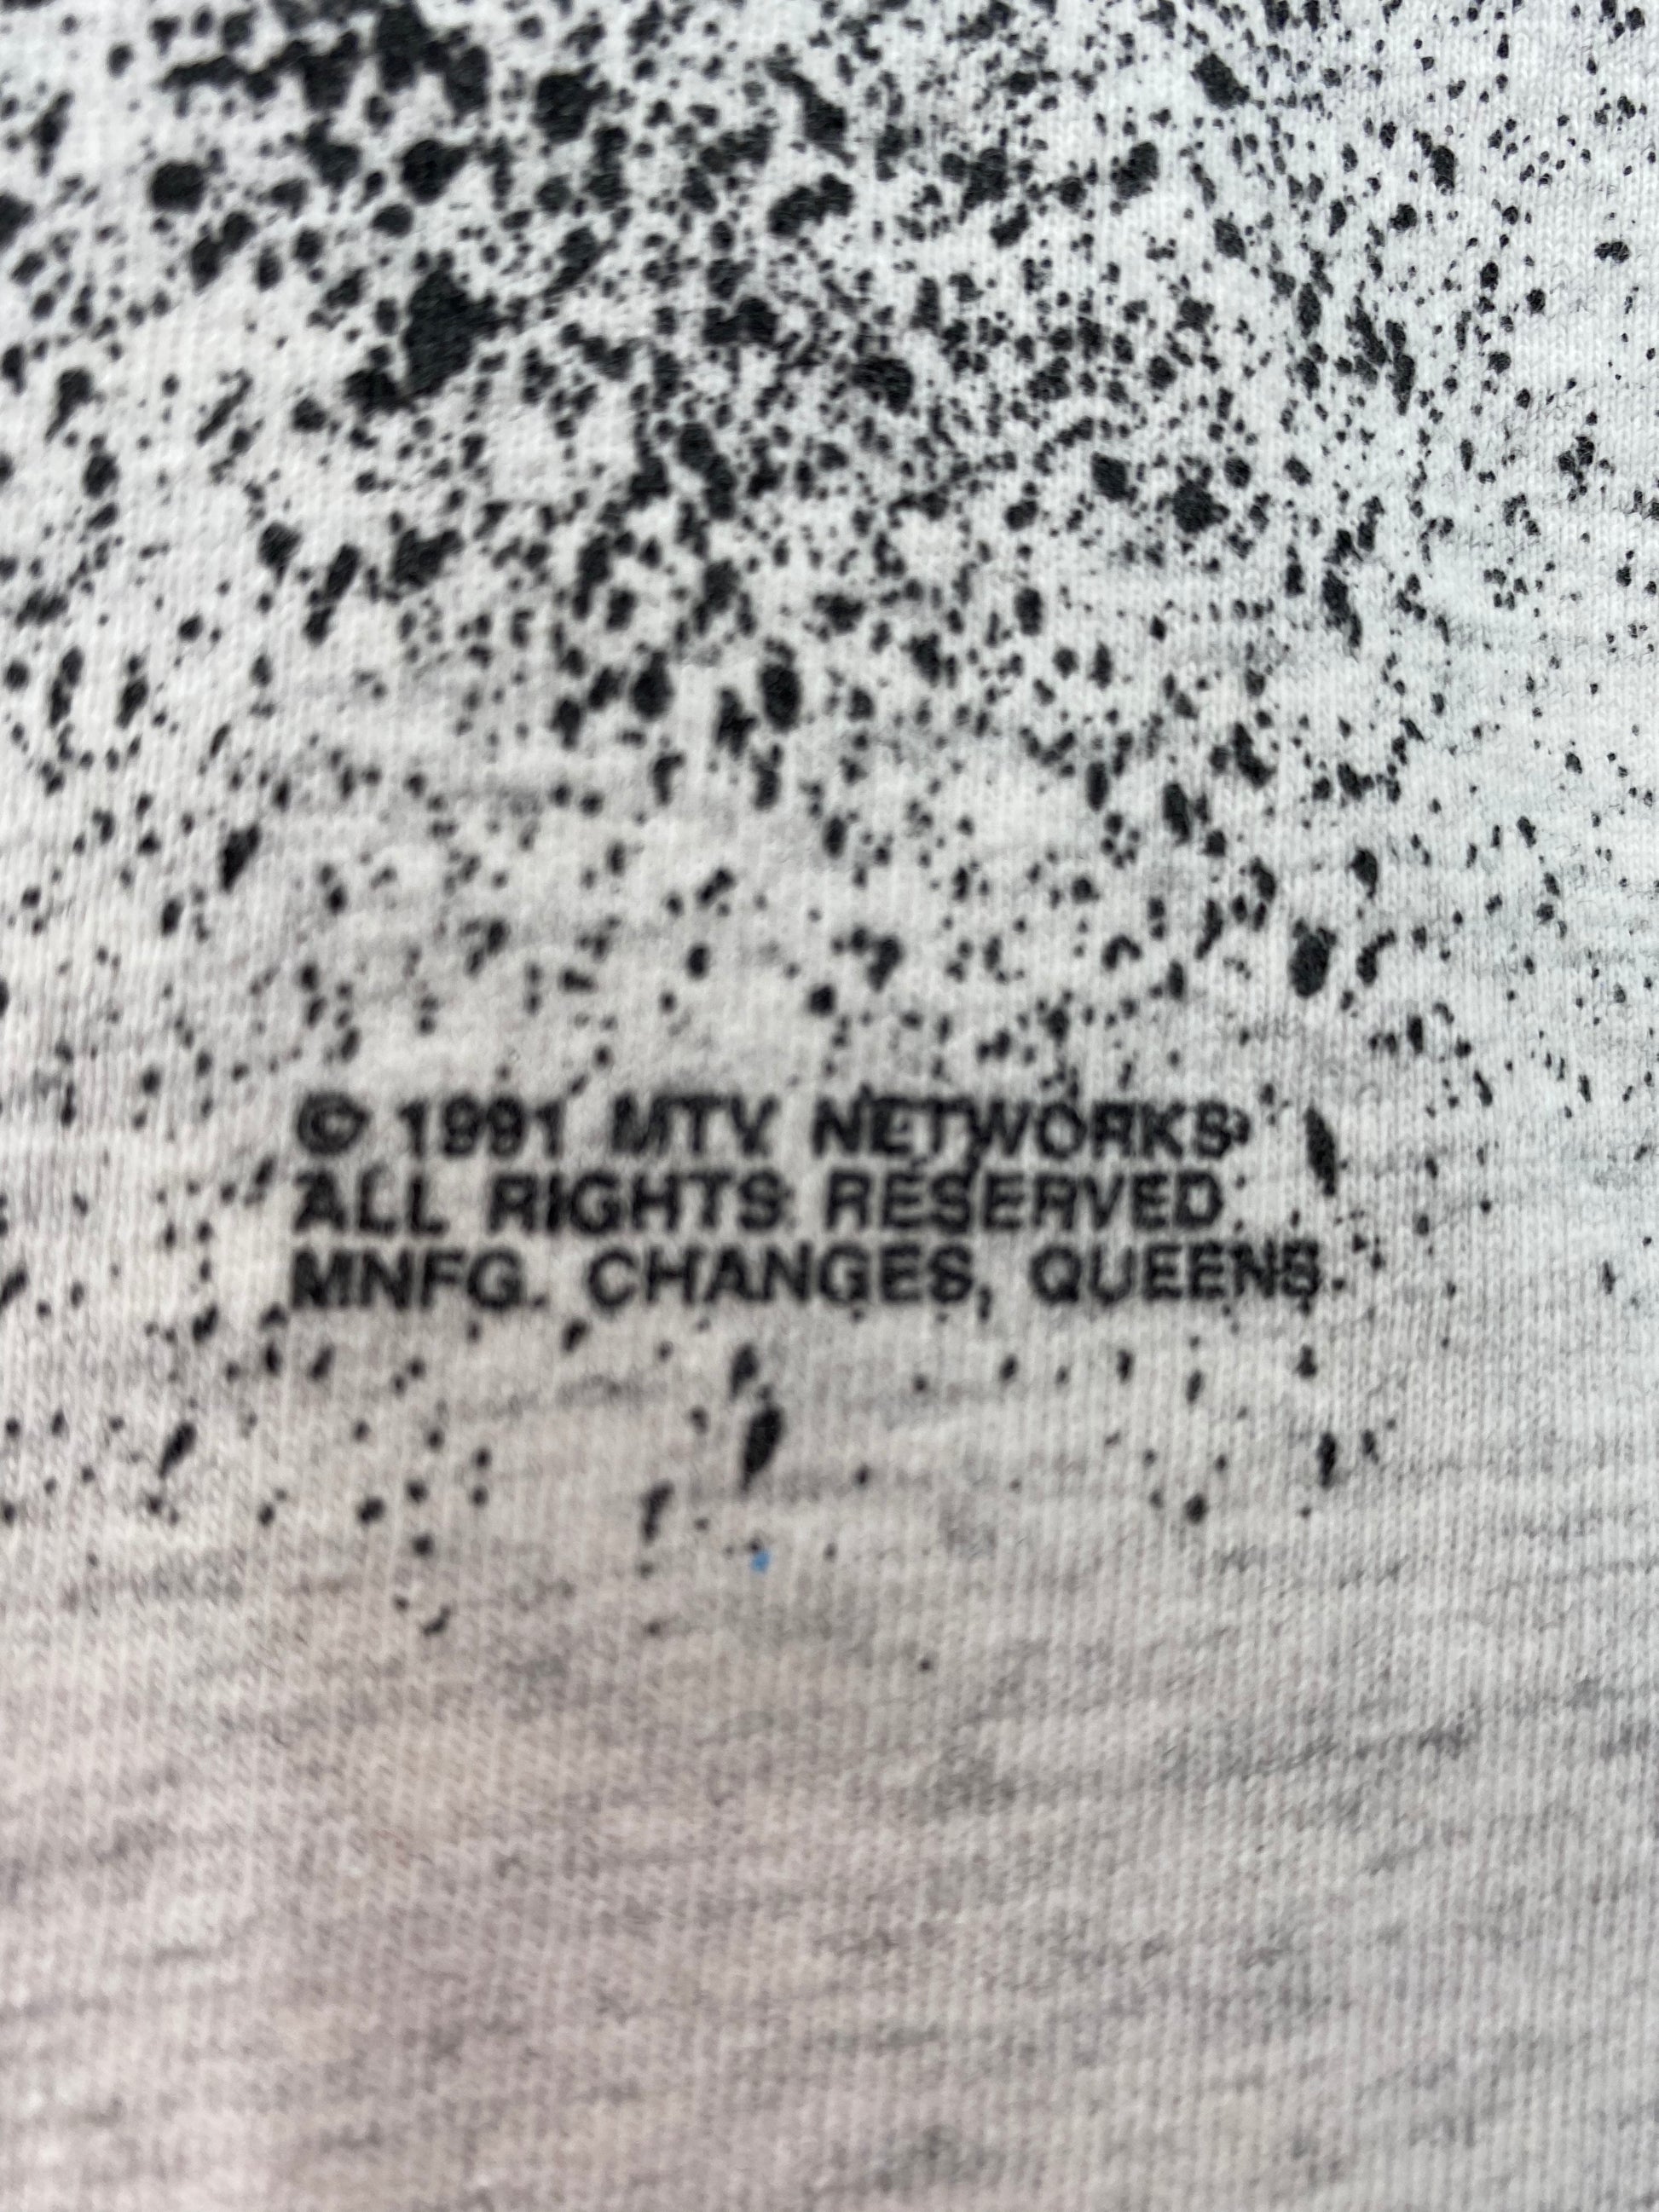 © 1991 MTV NETWORKS
ALL RIGHTS RESERVED
MNFG. CHANGES, QUEENS